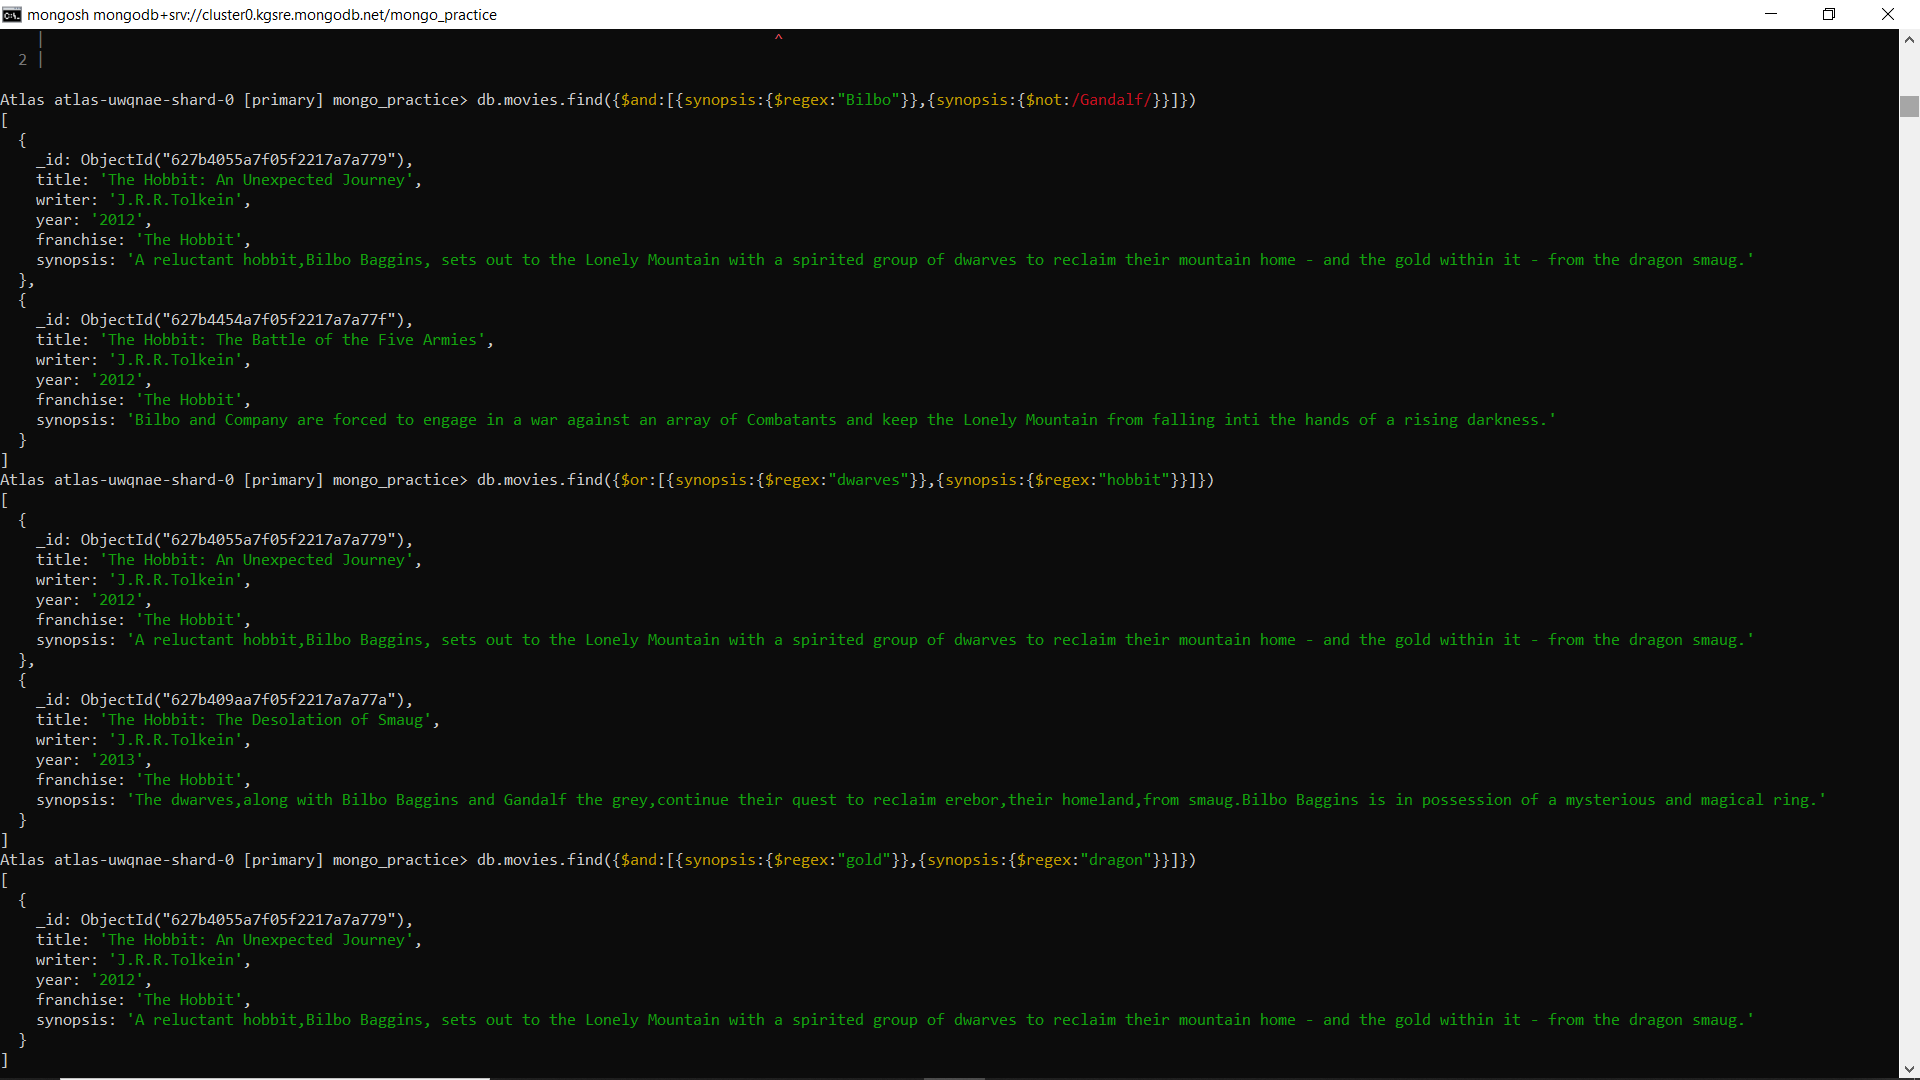 mongosh mongodb+srv://cluster0.kgsre.mongodb.net/mongo_practice
|                                                                                  ^
2 |
Atlas atlas-uwqnae-shard-0 [primary] mongo_practice> db.movies.find({$and:[{synopsis:{$regex:"Bilbo"}},{synopsis:{$not:/Gandalf/}}]})
[
  {
    _id: ObjectId("627b4055a7f05f2217a7a779"),
    title: 'The Hobbit: An Unexpected Journey',
    writer: 'J.R.R.Tolkein',
    year: '2012',
    franchise: 'The Hobbit',
    synopsis: 'A reluctant hobbit,Bilbo Baggins, sets out to the Lonely Mountain with a spirited group of dwarves to reclaim their mountain home - and the gold within it - from the dragon smaug.'
  },
  {
    _id: ObjectId("627b4454a7f05f2217a7a77f"),
    title: 'The Hobbit: The Battle of the Five Armies',
    writer: 'J.R.R.Tolkein',
    year: '2012',
    franchise: 'The Hobbit',
    synopsis: 'Bilbo and Company are forced to engage in a war against an array of Combatants and keep the Lonely Mountain from falling inti the hands of a rising darkness.'
  }
]
Atlas atlas-uwqnae-shard-0 [primary] mongo_practice> db.movies.find({$or:[{synopsis:{$regex:"dwarves"}},{synopsis:{$regex:"hobbit"}}]})
[
  {
    _id: ObjectId("627b4055a7f05f2217a7a779"),
    title: 'The Hobbit: An Unexpected Journey',
    writer: 'J.R.R.Tolkein',
    year: '2012',
    franchise: 'The Hobbit',
    synopsis: 'A reluctant hobbit,Bilbo Baggins, sets out to the Lonely Mountain with a spirited group of dwarves to reclaim their mountain home - and the gold within it - from the dragon smaug.'
  },
  {
    _id: ObjectId("627b409aa7f05f2217a7a77a"),
    title: 'The Hobbit: The Desolation of Smaug',
    writer: 'J.R.R.Tolkein',
    year: '2013',
    franchise: 'The Hobbit',
    synopsis: 'The dwarves,along with Bilbo Baggins and Gandalf the grey,continue their quest to reclaim erebor,their homeland,from smaug.Bilbo Baggins is in possession of a mysterious and magical ring.'
  }
]
Atlas atlas-uwqnae-shard-0 [primary] mongo_practice> db.movies.find({$and:[{synopsis:{$regex:"gold"}},{synopsis:{$regex:"dragon"}}]})
[
  {
    _id: ObjectId("627b4055a7f05f2217a7a779"),
    title: 'The Hobbit: An Unexpected Journey',
    writer: 'J.R.R.Tolkein',
    year: '2012',
    franchise: 'The Hobbit',
    synopsis: 'A reluctant hobbit,Bilbo Baggins, sets out to the Lonely Mountain with a spirited group of dwarves to reclaim their mountain home - and the gold within it - from the dragon smaug.'
  }
]